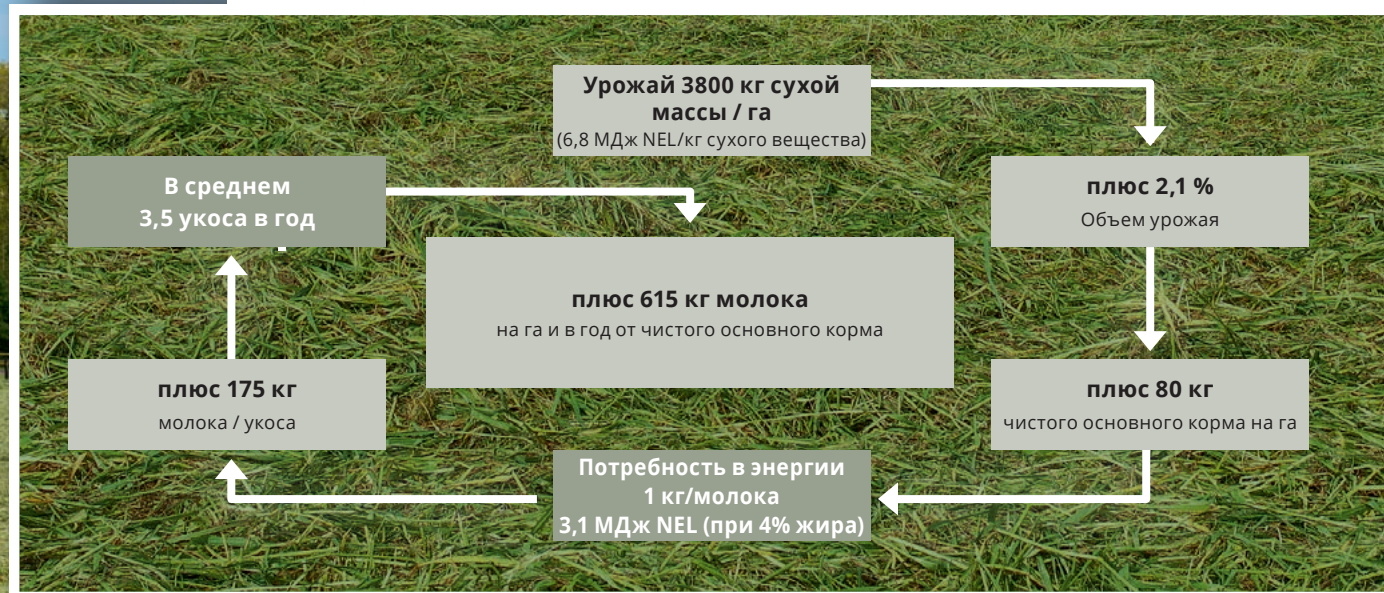 Урожай 3800 кг сухой
массы / га
(6,8 МДж NEL/кг сухого вещества)
плюс 2,1 %
Объем урожая
плюс 80 кг
чистого основного корма на га
Потребность в энергии
1 кг/молока
3,1 МДж NEL (при 4% жира)
плюс 175 кг
молока / укоса
В среднем
3,5 укоса в год
плюс 615 кг молока
на га и в год от чистого основного корма